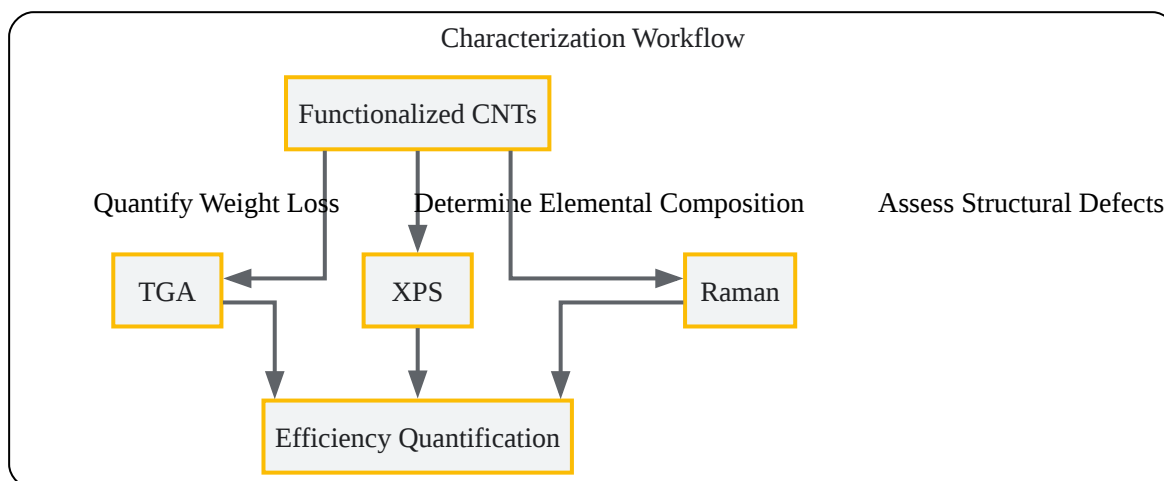 Characterization Workflow
Functionalized CNTs
Quantify Weight Loss
Determine Elemental Composition
Assess Structural Defects
TGA
XPS
Raman
Efficiency Quantification